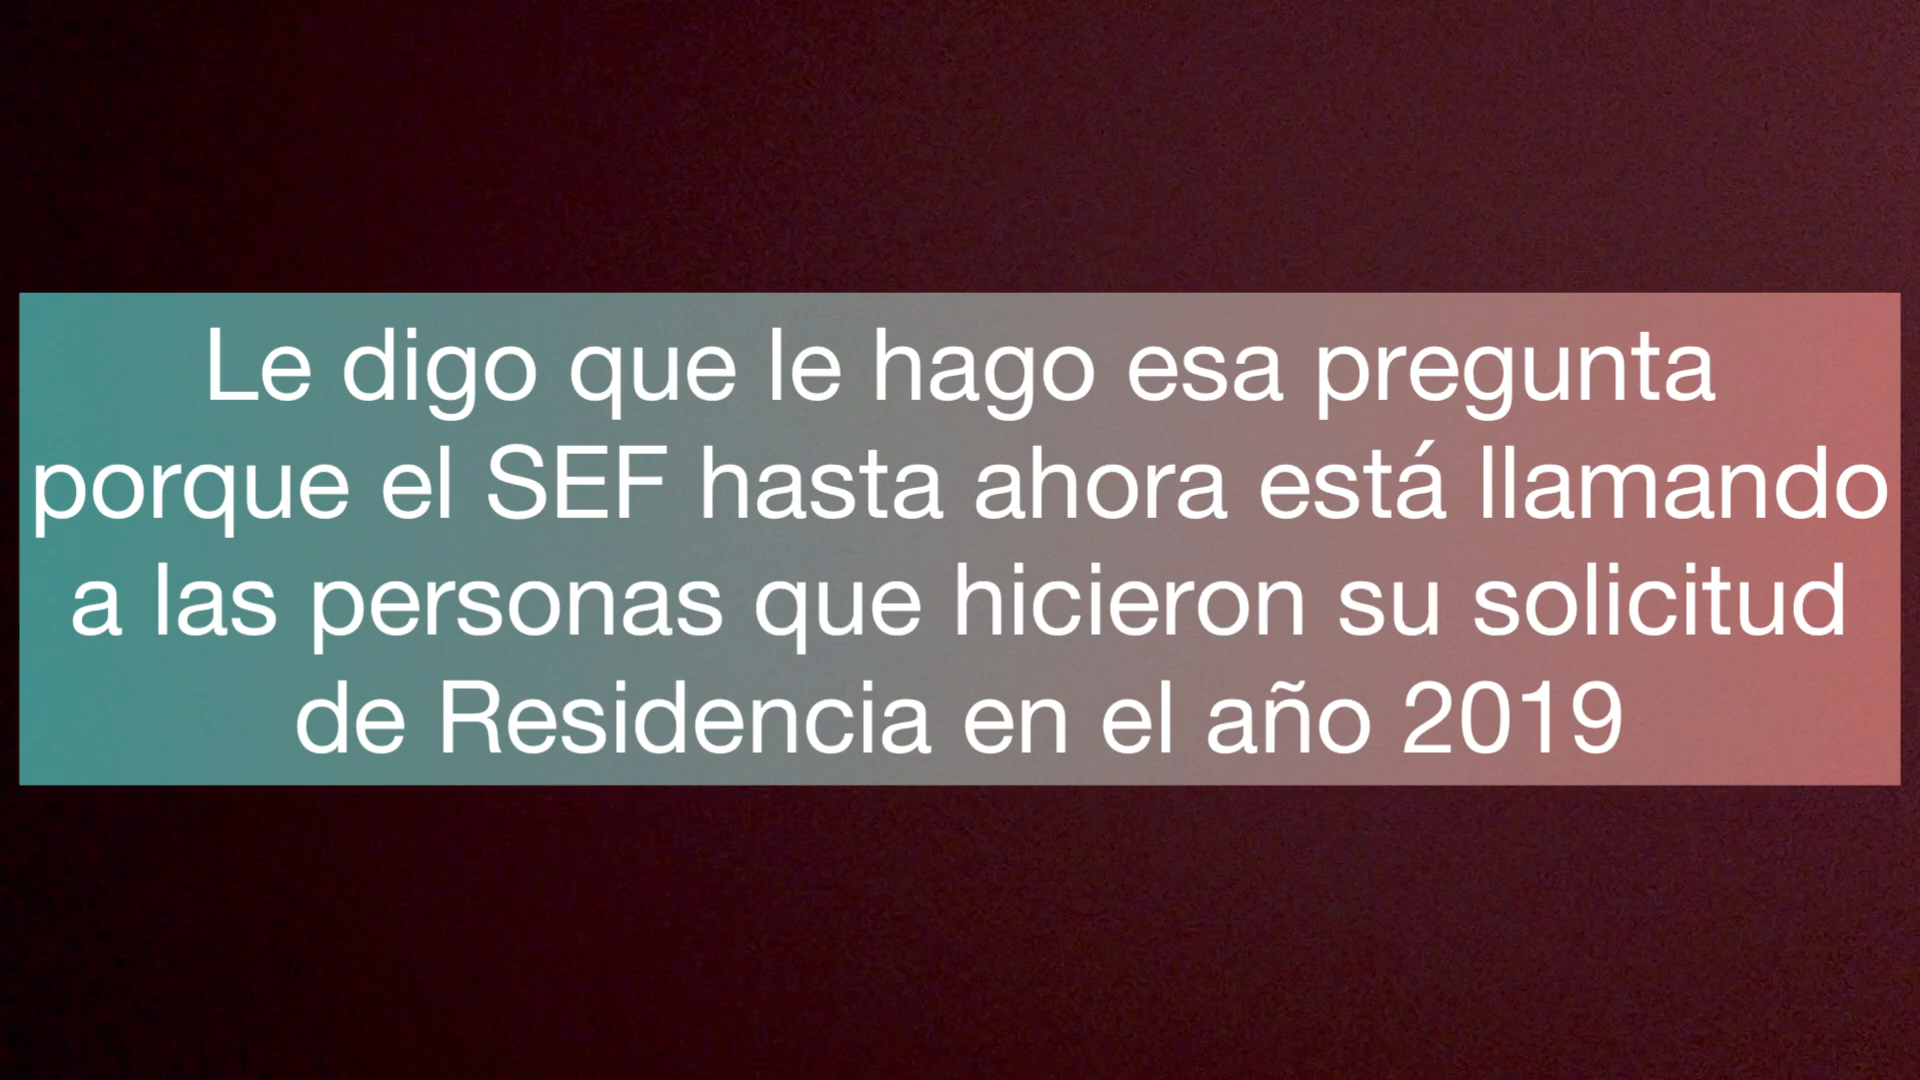 Le digo que le hago esa pregunta
porque el SEF hasta ahora está llamando
a las personas que hicieron su solicitud
de Residencia en el año 2019